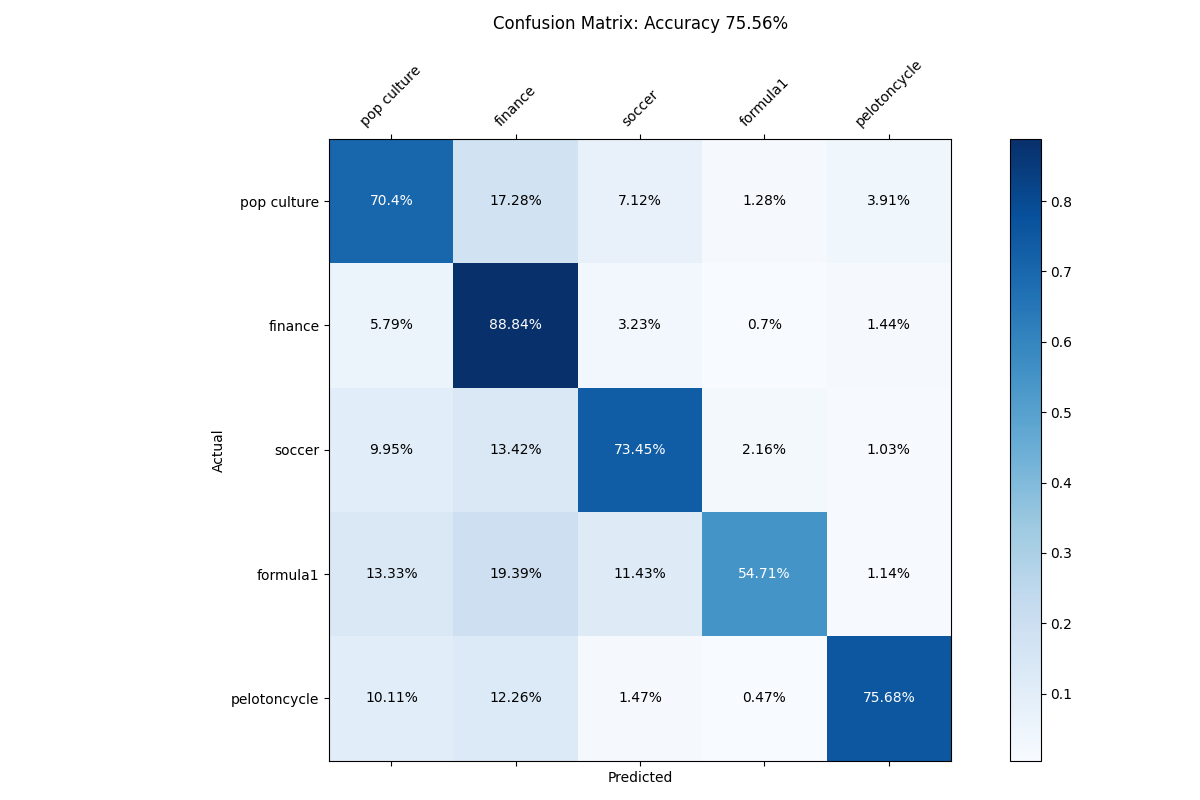 Confusion Matrix: Accuracy 75.56%
pop culture finance soccer formula1 pelotoncycle
pop culture 70.4% 17.28% 7.12% 1.28% 3.91%
finance 5.79% 88.84% 3.23% 0.7% 1.44%
soccer 9.95% 13.42% 73.45% 2.16% 1.03%
formula1 13.33% 19.39% 11.43% 54.71% 1.14%
pelotoncycle 10.11% 12.26% 1.47% 0.47% 75.68%
Actual
Predicted
0.8
0.7
0.6
0.5
0.4
0.3
0.2
0.1